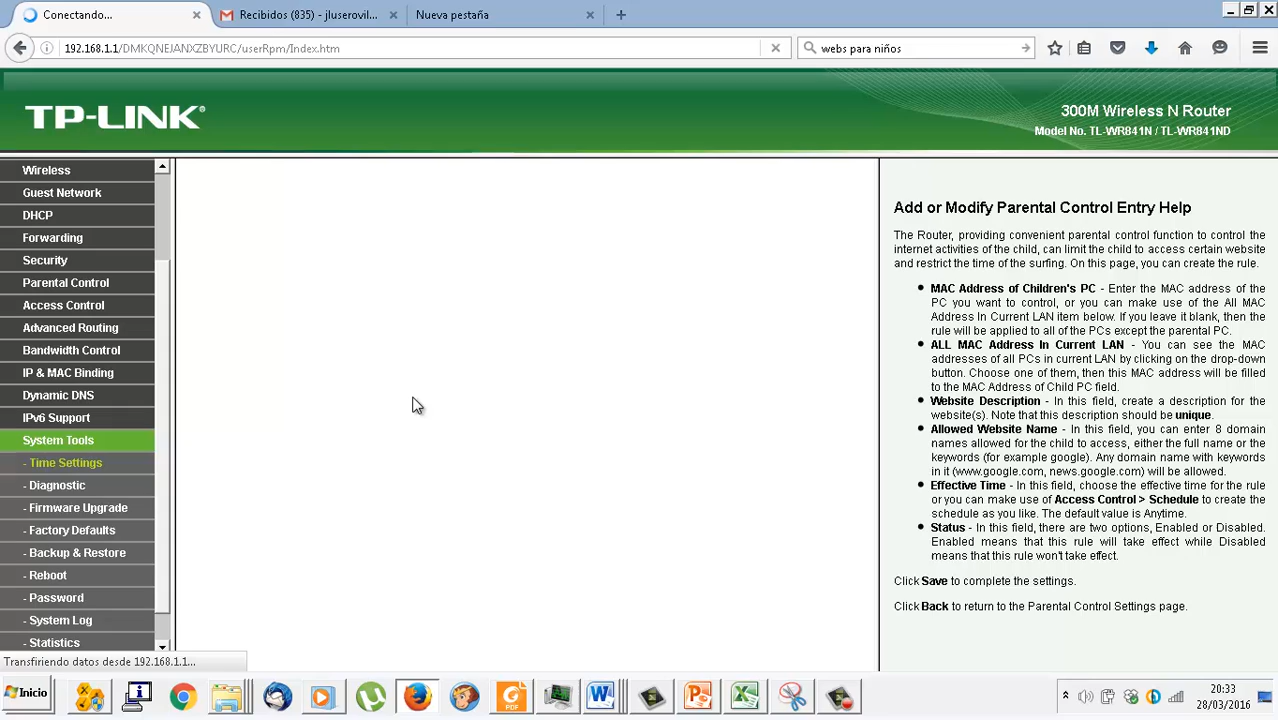 Conectando...
Recibidos (835) - jluserovil...
Nueva pestaña
192.168.1.1/DMKQNEJANXZBYURC/userRpm/Index.htm
webs para niños
TP-LINK®
300M Wireless N Router
Model No. TL-WR841N / TL-WR841ND
Wireless
Guest Network
DHCP
Forwarding
Security
Parental Control
Access Control
Advanced Routing
Bandwidth Control
IP & MAC Binding
Dynamic DNS
IPv6 Support
System Tools
- Time Settings
- Diagnostic
- Firmware Upgrade
- Factory Defaults
- Backup & Restore
- Reboot
- Password
- System Log
- Statistics
Add or Modify Parental Control Entry Help
The Router, providing convenient parental control function to control the
internet activities of the child, can limit the child to access certain website
and restrict the time of the surfing. On this page, you can create the rule.
MAC Address of Children's PC - Enter the MAC address of the
PC you want to control, or you can make use of the All MAC
Address In Current LAN item below. If you leave it blank, then the
rule will be applied to all of the PCs except the parental PC.
ALL MAC Address In Current LAN - You can see the MAC
addresses of all PCs in current LAN by clicking on the drop-down
button. Choose one of them, then this MAC address will be filled
to the MAC Address of Child PC field.
Website Description - In this field, create a description for the
website(s). Note that this description should be unique.
Allowed Website Name - In this field, you can enter 8 domain
names allowed for the child to access, either the full name or the
keywords (for example google). Any domain name with keywords
in it (www.google.com, news.google.com) will be allowed.
Effective Time - In this field, choose the effective time for the rule
or you can make use of Access Control > Schedule to create the
schedule as you like. The default value is Anytime.
Status - In this field, there are two options, Enabled or Disabled.
Enabled means that this rule will take effect while Disabled
means that this rule won't take effect.
Click Save to complete the settings.
Click Back to return to the Parental Control Settings page.
Transfiriendo datos desde 192.168.1.1...
Inicio
PDF
20:33
28/03/2016